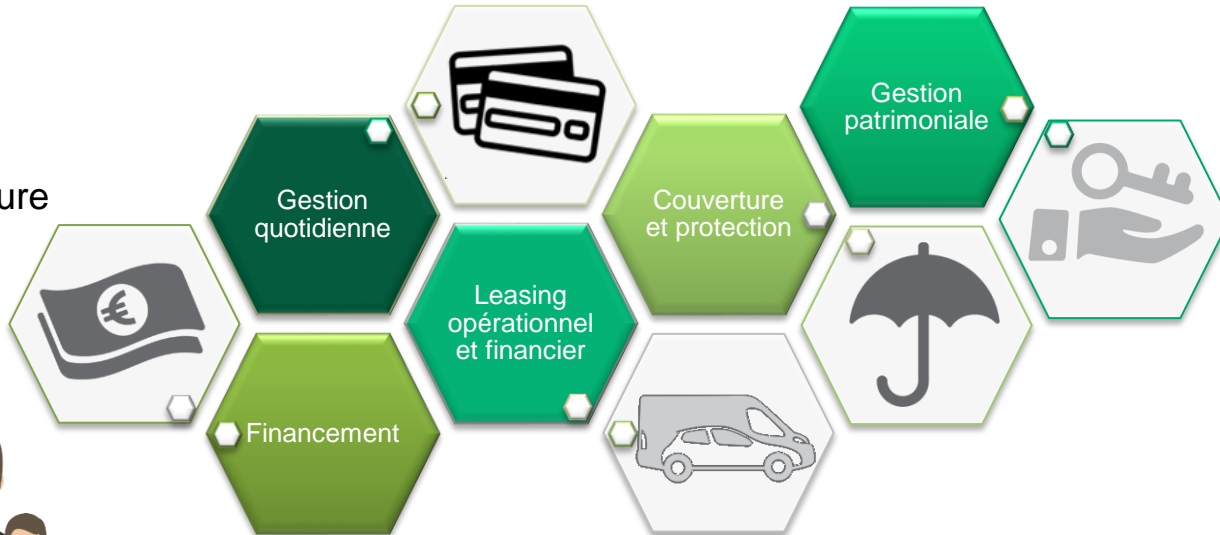 ure
Gestion
quotidienne
Financement
Leasing
opérationnel
et financier
Couverture
et protection
Gestion
patrimoniale
€